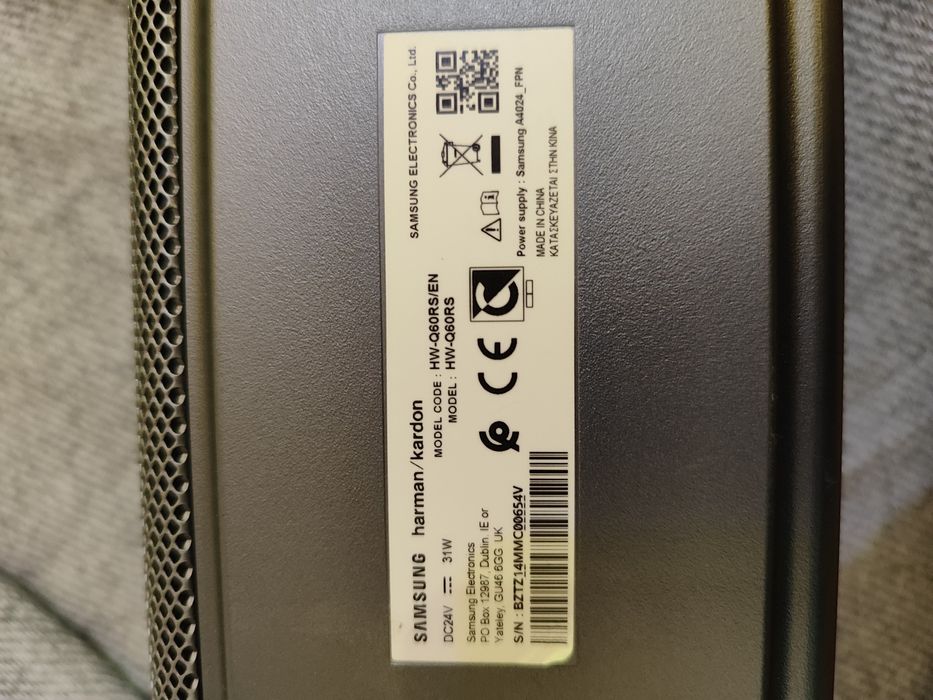 SAMSUNG harman/kardon
SAMSUNG ELECTRONICS Co., Ltd.
DC24V ⎓ 31W
MODEL CODE : HW-Q60RS/EN
MODEL : HW-Q60RS
Samsung Electronics
PO Box 12987, Dublin. IE or
Yateley, GU46 6GG. UK
S/N : BZTZ14MMC00654V
CE
Power supply : Samsung A4024_FPN
MADE IN CHINA
ΚΑΤΑΣΚΕΥΑΖΕΤΑΙ ΣΤΗΝ ΚΙΝΑ